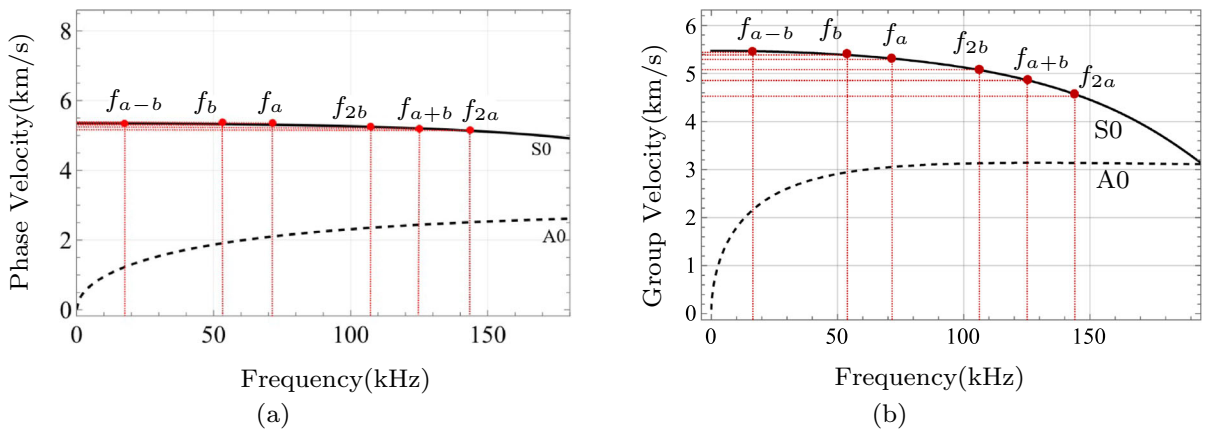 Phase Velocity(km/s)
8
6
4
2
0
f_{a-b} f_b f_a f_{2b} f_{a+b} f_{2a}
S0
A0
0 50 100 150
Frequency(kHz)
(a)
Group Velocity(km/s)
6
5
4
3
2
1
0
f_{a-b} f_b f_a f_{2b} f_{a+b} f_{2a}
S0
A0
0 50 100 150
Frequency(kHz)
(b)